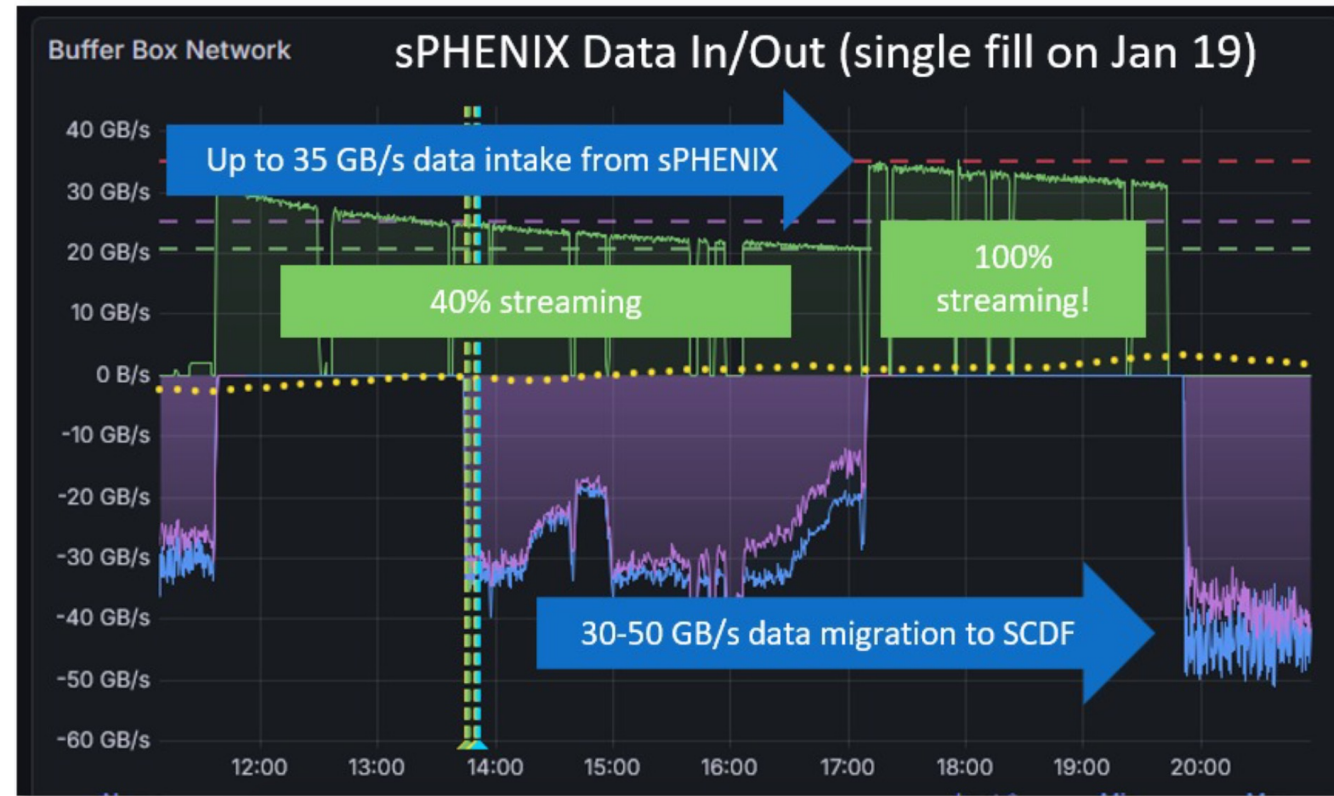 Buffer Box Network
sPHENIX Data In/Out (single fill on Jan 19)
40 GB/s
Up to 35 GB/s data intake from sPHENIX
30 GB/s
20 GB/s
100%
streaming!
40% streaming
10 GB/s
0 B/s
-10 GB/s
-20 GB/s
-30 GB/s
-40 GB/s
30-50 GB/s data migration to SCDF
-50 GB/s
-60 GB/s
12:00 13:00 14:00 15:00 16:00 17:00 18:00 19:00 20:00